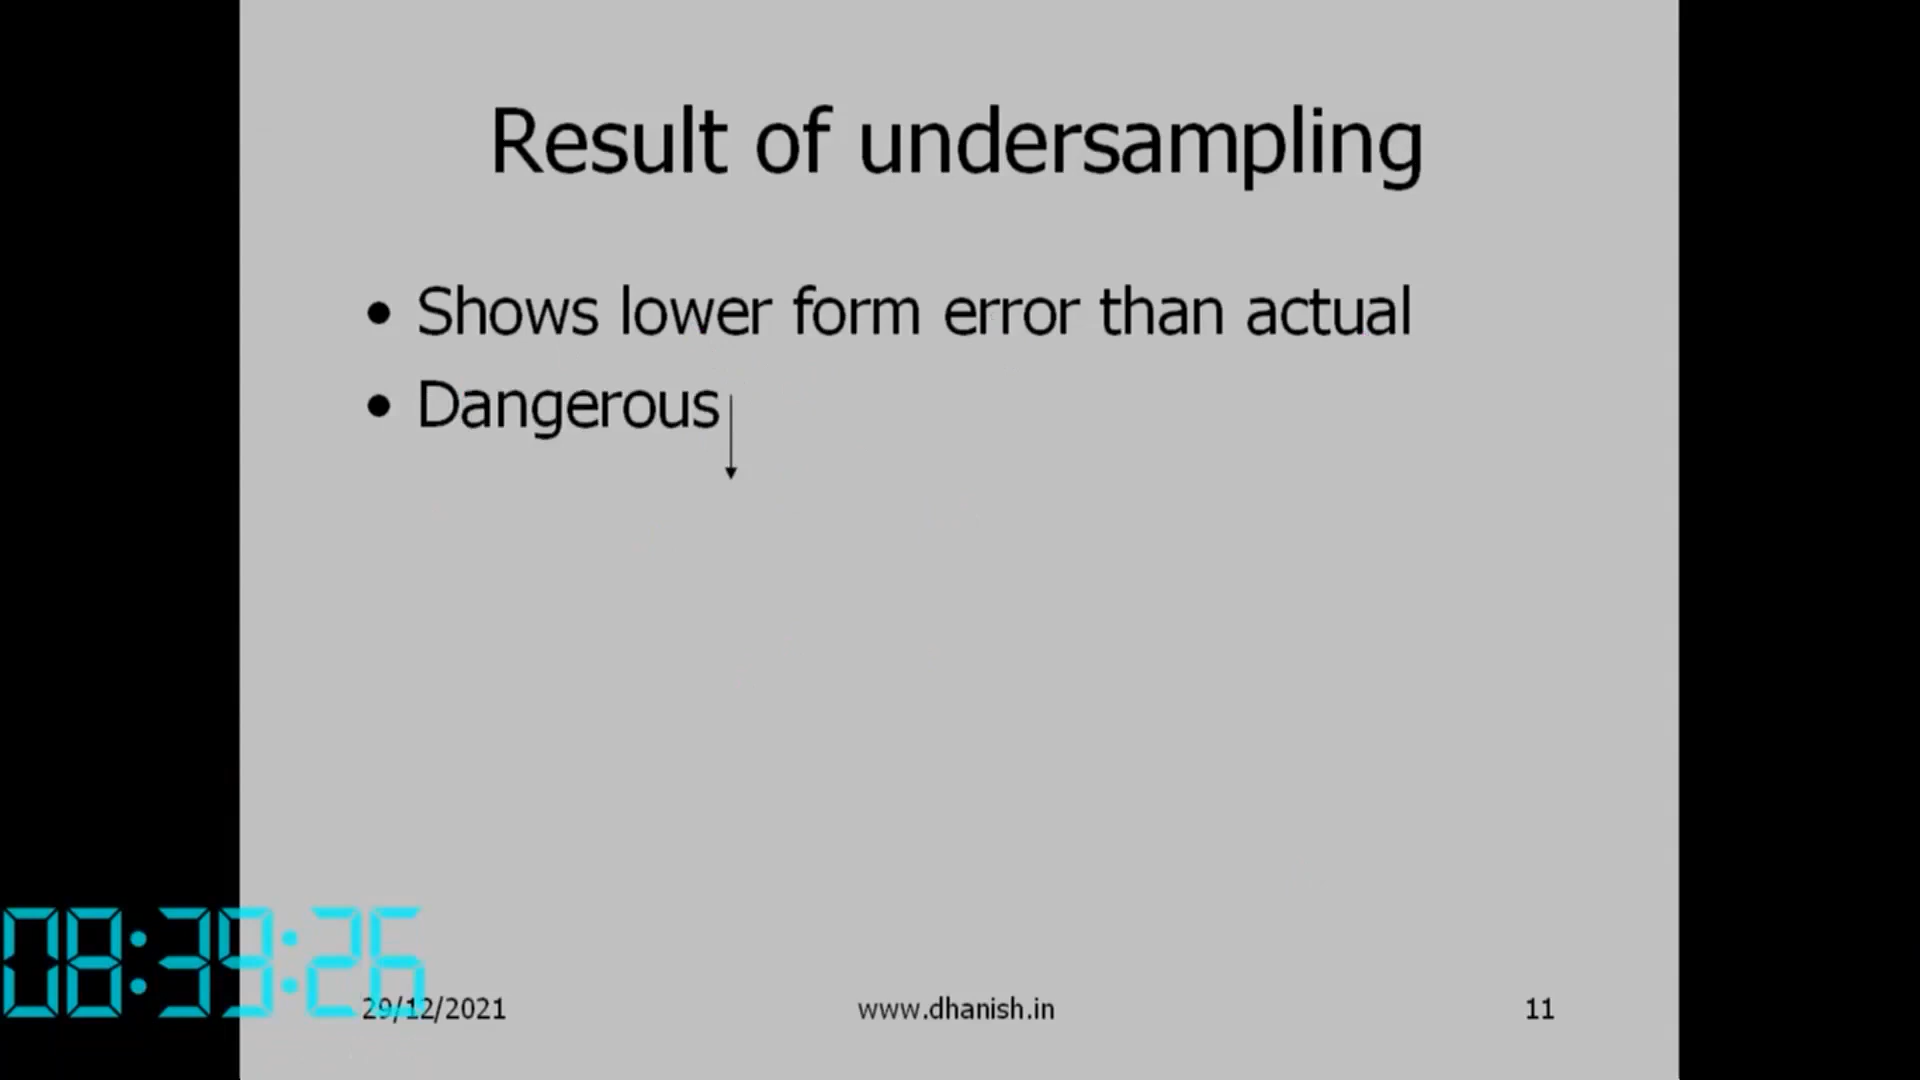 Result of undersampling
• Shows lower form error than actual
• Dangerous
08:39:26
29/12/2021
www.dhanish.in
11